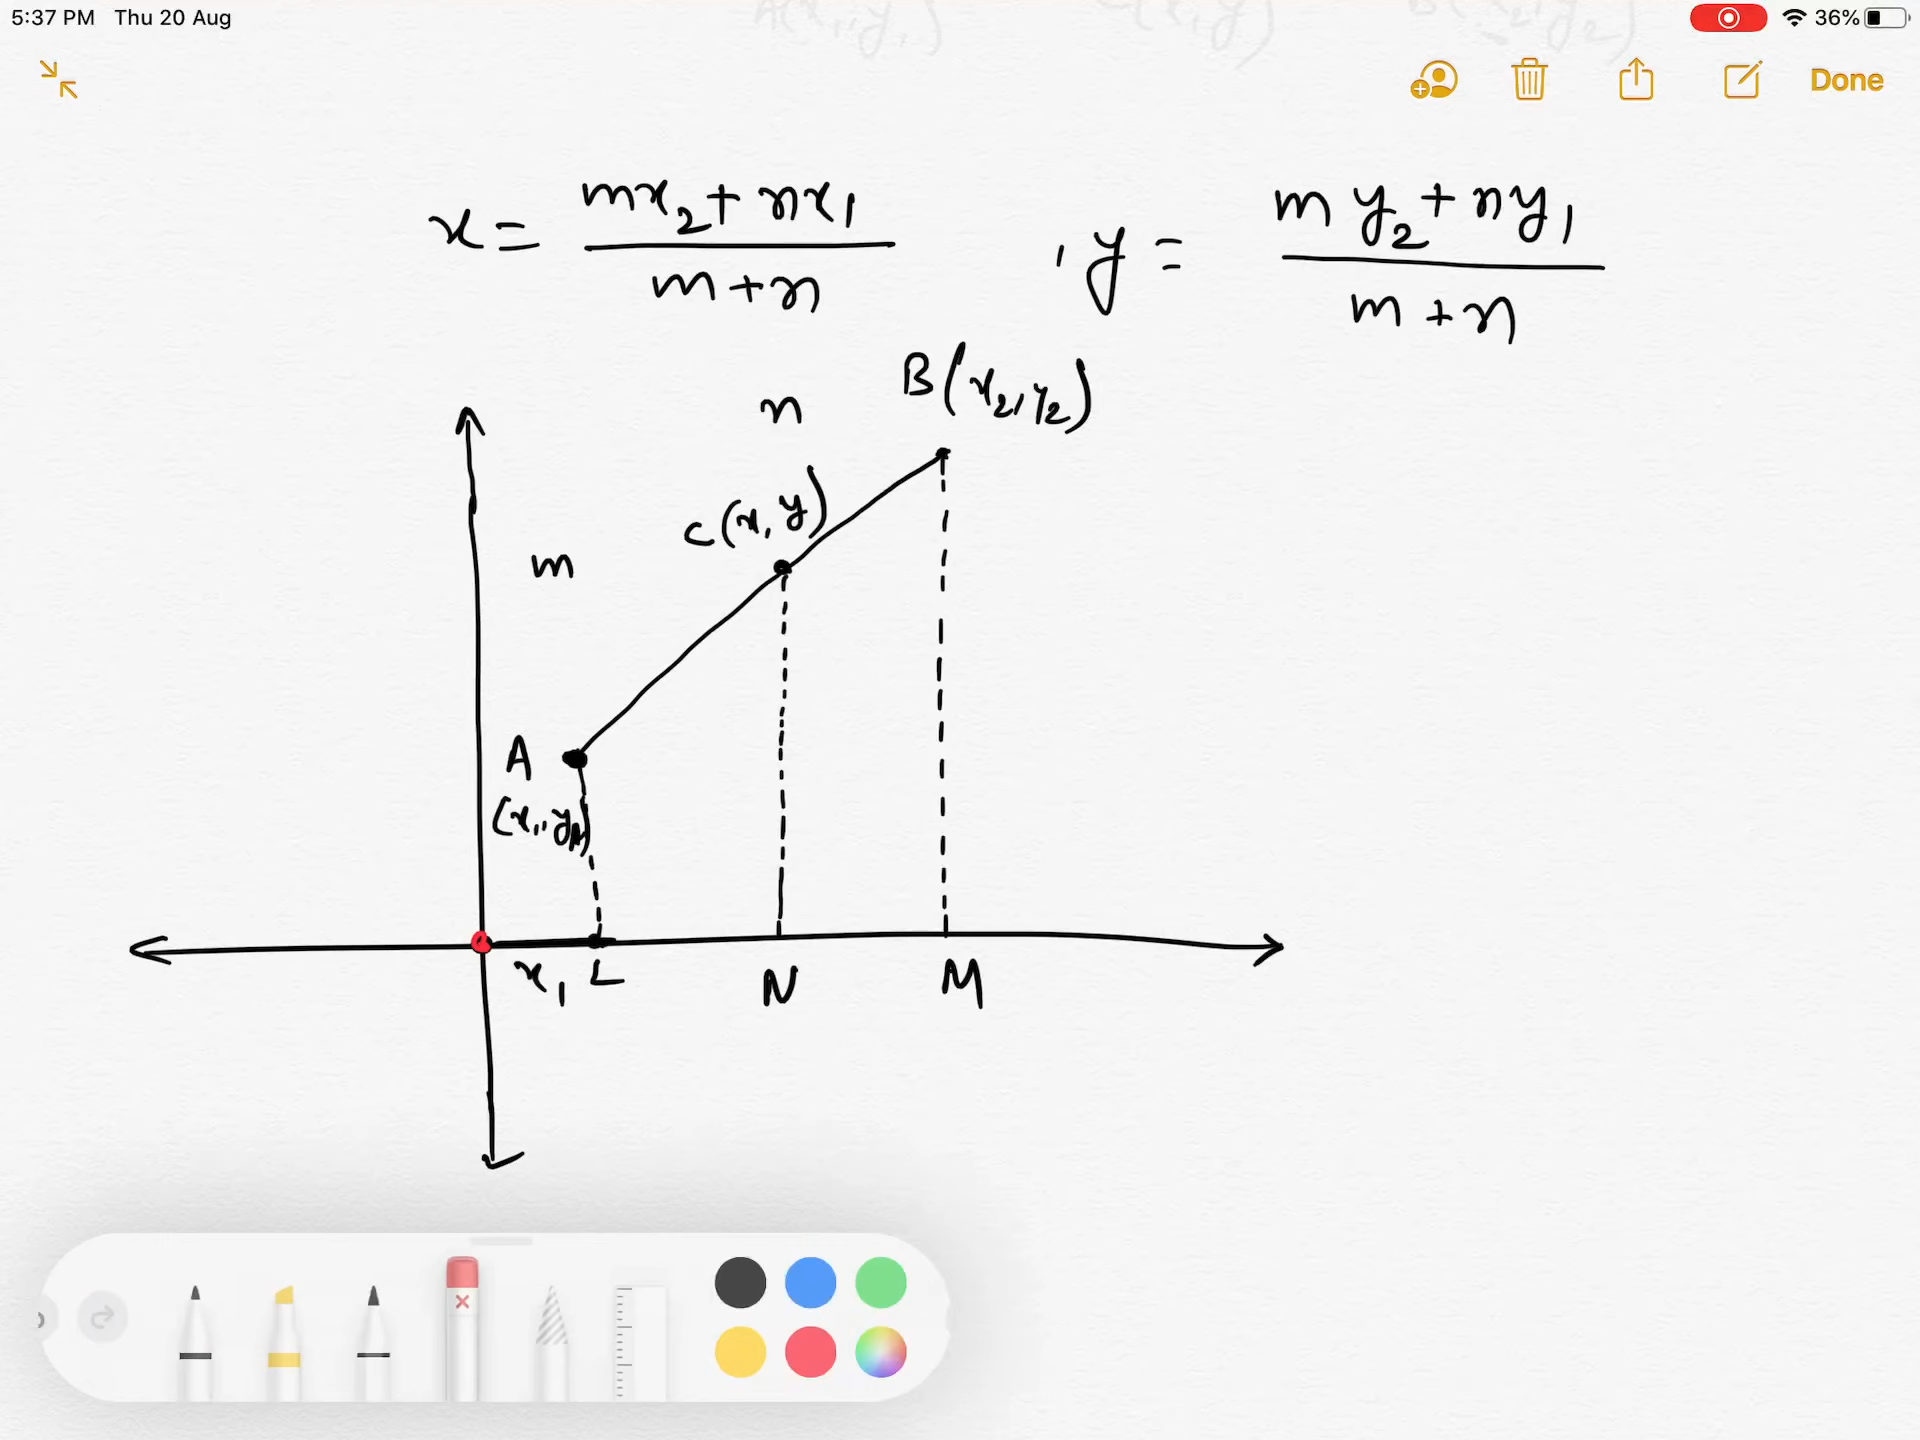 5:37 PM Thu 20 Aug
36%
Done
x = mx₂ + nx₁ / m + n , y = my₂ + ny₁ / m + n
B(x₂, y₂)
n
C(x, y)
m
A
(x₁, y₁)
x₁ L N M